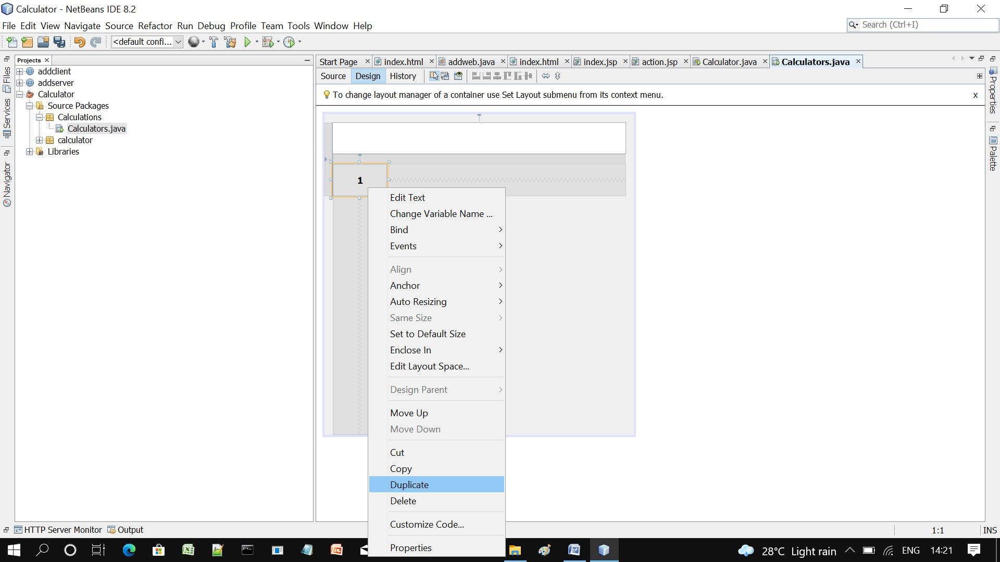 Calculator - NetBeans IDE 8.2
File Edit View Navigate Source Refactor Run Debug Profile Team Tools Window Help
Search (Ctrl+I)
<default confi...
Projects
Start Page index.html addweb.java index.html index.jsp action.jsp Calculator.java Calculators.java
Source Design History
To change layout manager of a container use Set Layout submenu from its context menu.
x
Files
Services
Navigator
addclient
addserver
Calculator
Source Packages
Calculations
Calculators.java
calculator
Libraries
1
Edit Text
Change Variable Name ...
Bind
Events
Align
Anchor
Auto Resizing
Same Size
Set to Default Size
Enclose In
Edit Layout Space...
Design Parent
Move Up
Move Down
Cut
Copy
Duplicate
Delete
Customize Code...
Properties
Properties
Palette
HTTP Server Monitor Output
1:1 INS
28°C Light rain ENG 14:21